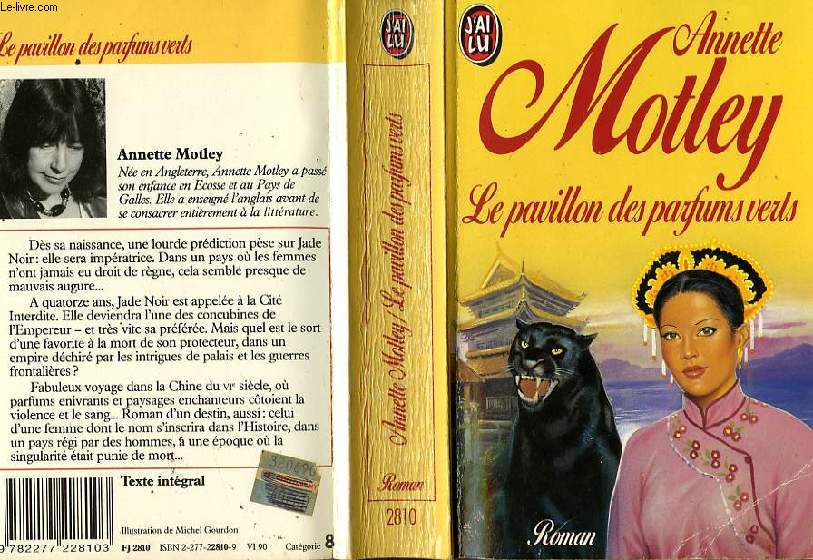 Le-livre.com
Le pavillon des parfums verts
Annette Motley
Née en Angleterre, Annette Motley a passé
son enfance en Ecosse et au Pays de
Galles. Elle a enseigné l'anglais avant de
se consacrer entièrement à la littérature.
Dès sa naissance, une lourde prédiction pèse sur Jade
Noir : elle sera impératrice. Dans un pays où les femmes
n'ont jamais eu droit de règne, cela semble presque de
mauvais augure...
A quatorze ans, Jade Noir est appelée à la Cité
Interdite. Elle deviendra l'une des concubines de
l'Empereur – et très vite sa préférée. Mais quel est le sort
d'une favorite à la mort de son protecteur, dans un
empire déchiré par les intrigues de palais et les guerres
frontalières ?
Fabuleux voyage dans la Chine du VIe siècle, où
parfums enivrants et paysages enchanteurs côtoient la
violence et le sang... Roman d'un destin, aussi : celui
d'une femme dont le nom s'inscrira dans l'Histoire, dans
un pays régi par des hommes, à une époque où la
singularité était punie de mort...
Texte intégral
Illustration de Michel Gourdon
9 782277 228103
FJ 2810 ISBN 2-277-22810-9 VI 90 Catégorie 8
J'AI
LU
Annette Motley / Le pavillon des parfums verts
Roman
2810
J'AI
LU
Annette
Motley
Le pavillon des parfums verts
Roman